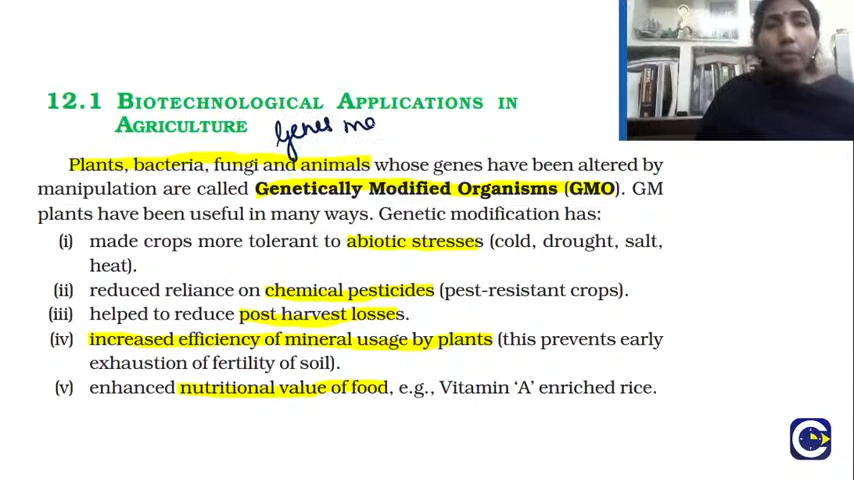 12.1 BIOTECHNOLOGICAL APPLICATIONS IN
AGRICULTURE
genes mo
Plants, bacteria, fungi and animals whose genes have been altered by
manipulation are called Genetically Modified Organisms (GMO). GM
plants have been useful in many ways. Genetic modification has:
(i) made crops more tolerant to abiotic stresses (cold, drought, salt,
heat).
(ii) reduced reliance on chemical pesticides (pest-resistant crops).
(iii) helped to reduce post harvest losses.
(iv) increased efficiency of mineral usage by plants (this prevents early
exhaustion of fertility of soil).
(v) enhanced nutritional value of food, e.g., Vitamin ‘A’ enriched rice.